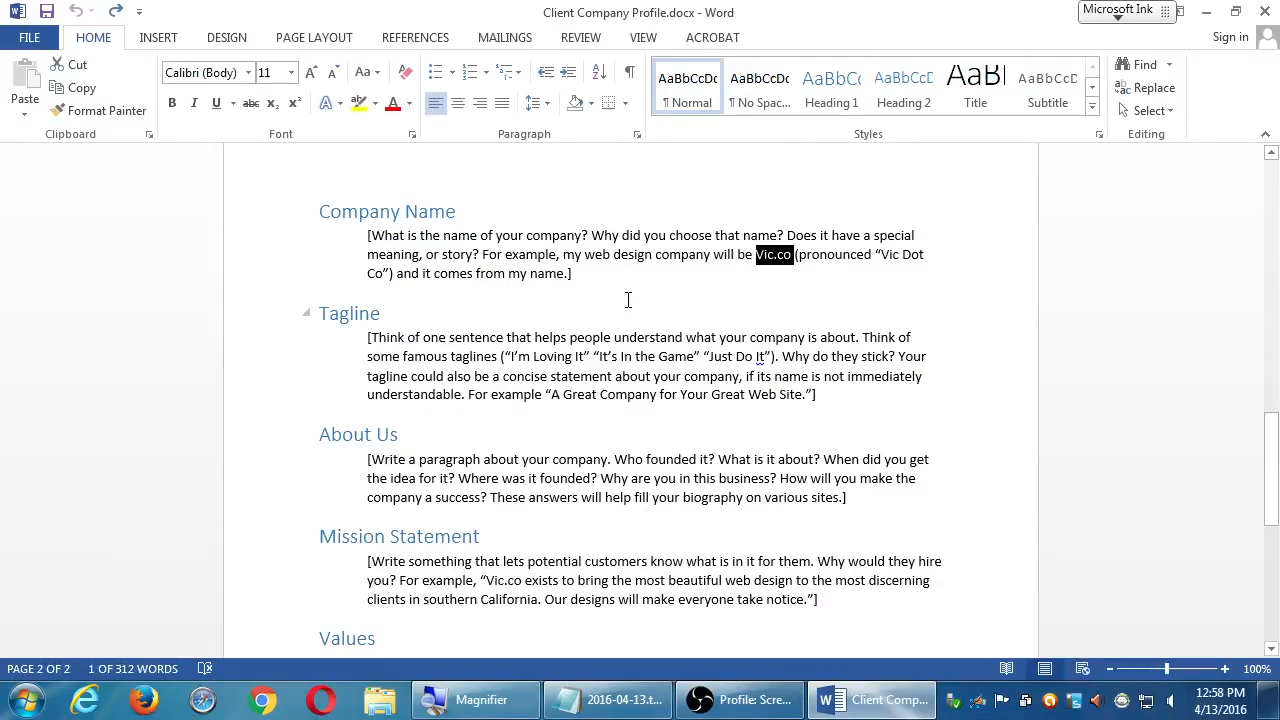 Client Company Profile.docx - Word
Microsoft Ink
FILE HOME INSERT DESIGN PAGE LAYOUT REFERENCES MAILINGS REVIEW VIEW ACROBAT Sign in
Paste
Cut
Copy
Format Painter
Clipboard
Calibri (Body) 11
Font
Paragraph
AaBbCcDc AaBbCcDc AaBbCc AaBbCcD AaB AaBbCcD
¶ Normal ¶ No Spac... Heading 1 Heading 2 Title Subtitle
Styles
Find
Replace
Select
Editing
Company Name
[What is the name of your company? Why did you choose that name? Does it have a special
meaning, or story? For example, my web design company will be Vic.co (pronounced “Vic Dot
Co”) and it comes from my name.]
Tagline
[Think of one sentence that helps people understand what your company is about. Think of
some famous taglines (“I’m Loving It” “It’s In the Game” “Just Do It”). Why do they stick? Your
tagline could also be a concise statement about your company, if its name is not immediately
understandable. For example “A Great Company for Your Great Web Site.”]
About Us
[Write a paragraph about your company. Who founded it? What is it about? When did you get
the idea for it? Where was it founded? Why are you in this business? How will you make the
company a success? These answers will help fill your biography on various sites.]
Mission Statement
[Write something that lets potential customers know what is in it for them. Why would they hire
you? For example, “Vic.co exists to bring the most beautiful web design to the most discerning
clients in southern California. Our designs will make everyone take notice.”]
Values
PAGE 2 OF 2 1 OF 312 WORDS 100%
Magnifier 2016-04-13.t... Profile: Scre... Client Comp...
12:58 PM
4/13/2016